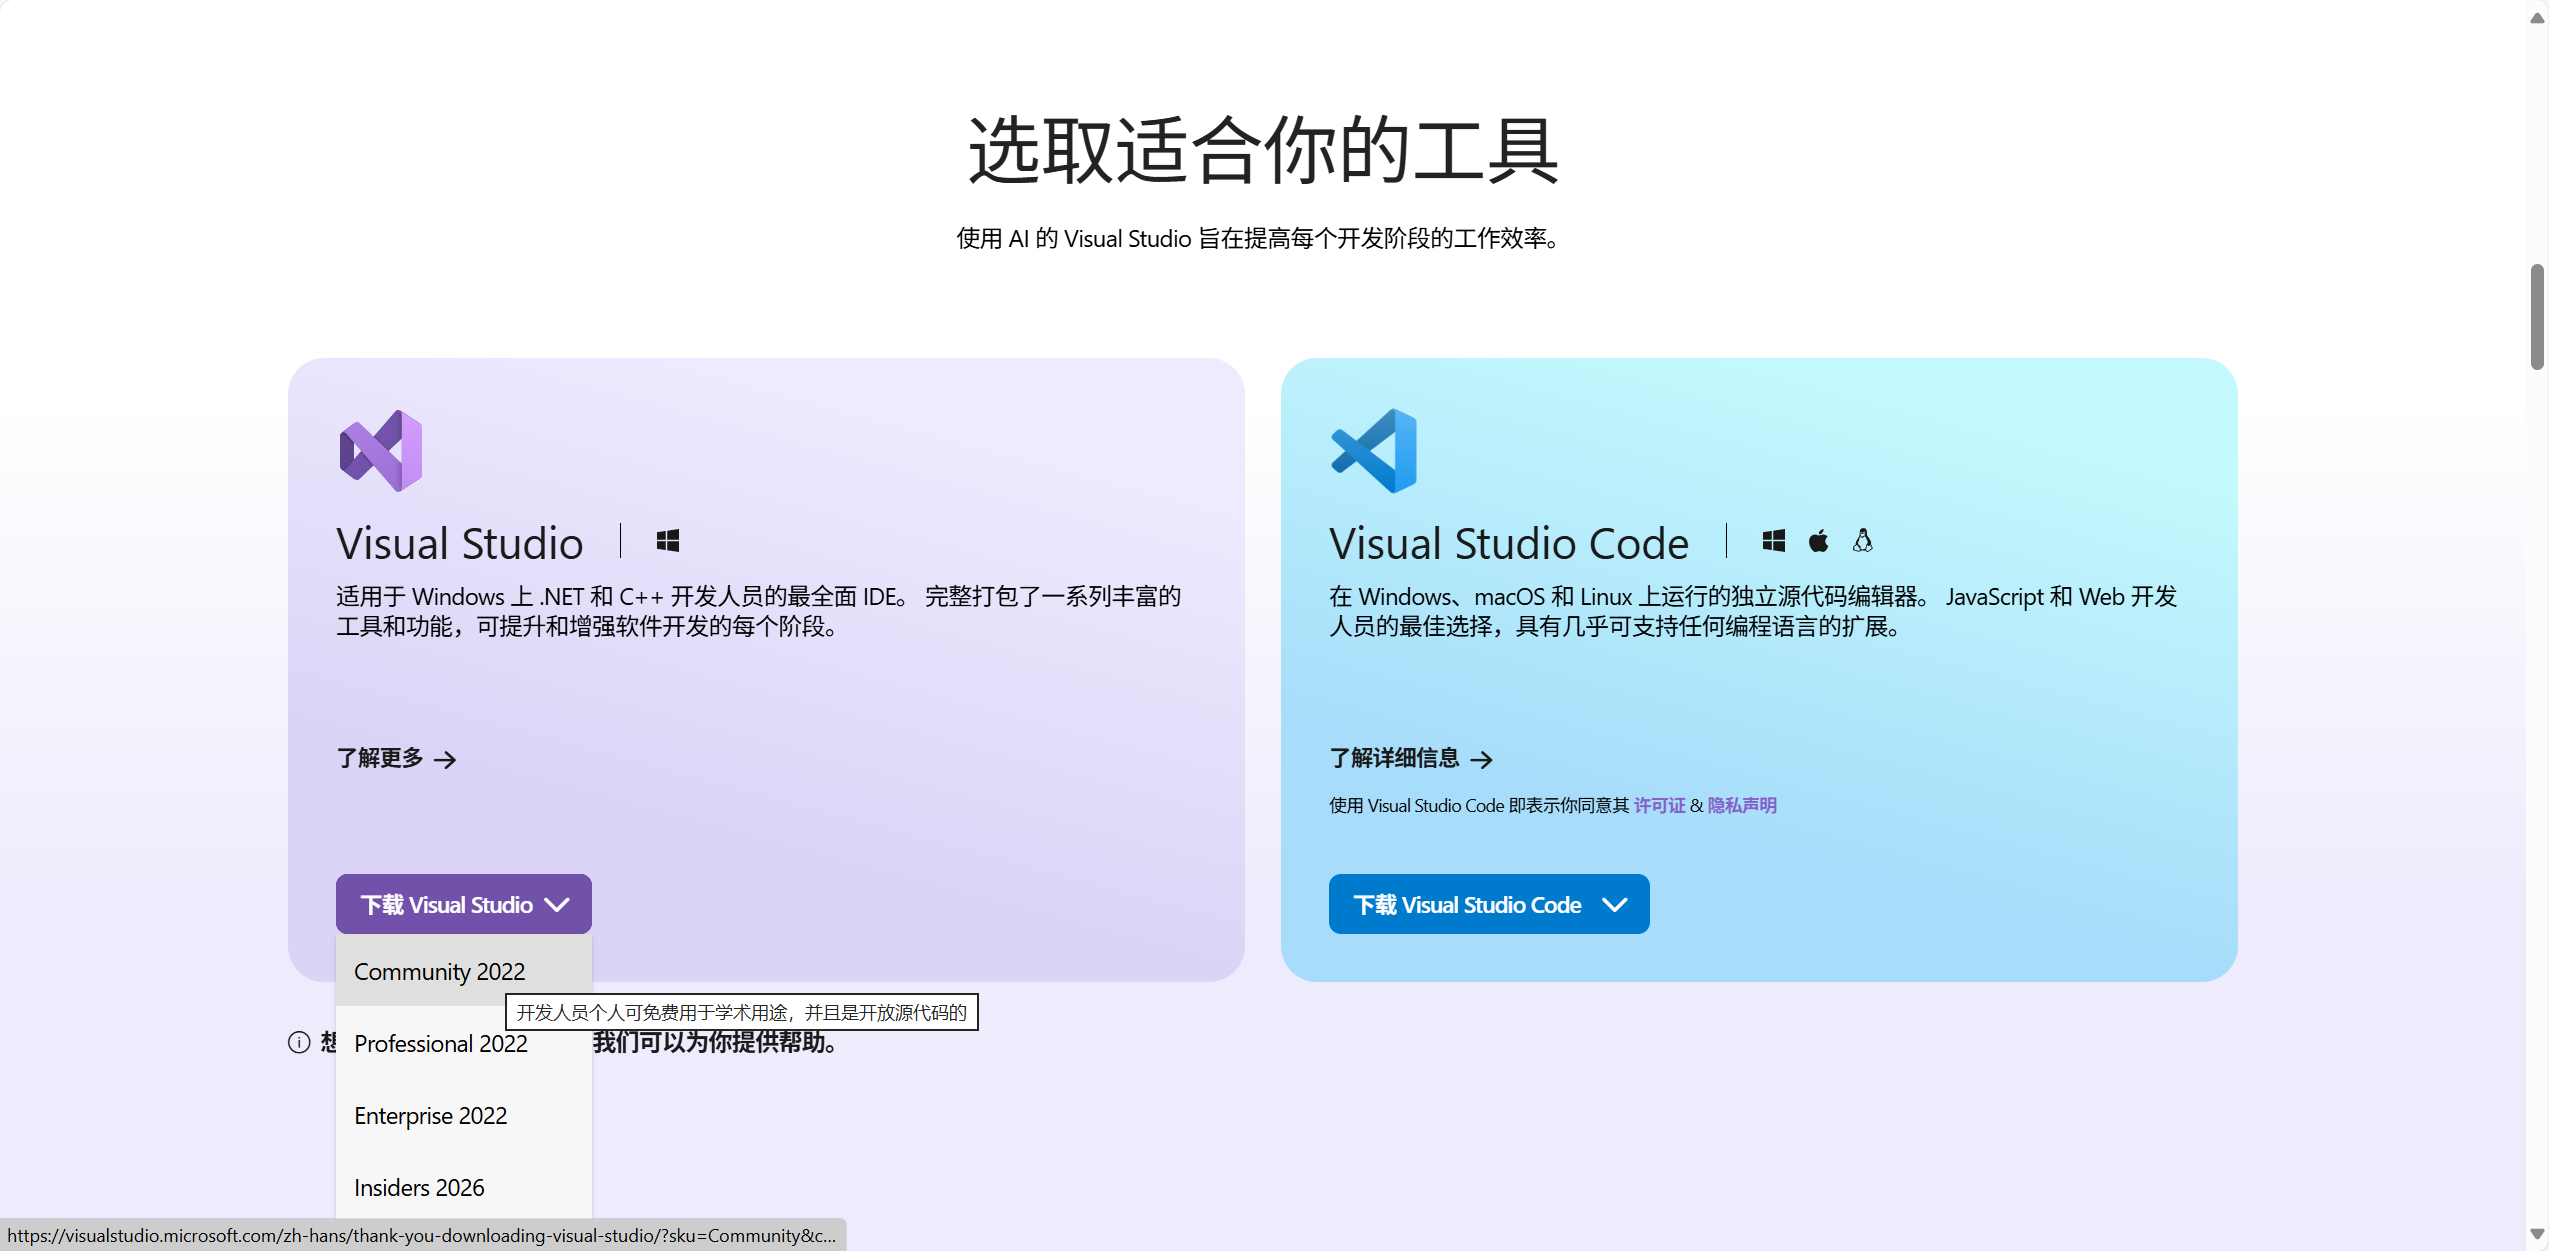 选取适合你的工具
使用 AI 的 Visual Studio 旨在提高每个开发阶段的工作效率。
Visual Studio
适用于 Windows 上 .NET 和 C++ 开发人员的最全面 IDE。 完整打包了一系列丰富的
工具和功能，可提升和增强软件开发的每个阶段。
了解更多
下载 Visual Studio
Community 2022
开发人员个人可免费用于学术用途，并且是开放源代码的
Professional 2022
Enterprise 2022
Insiders 2026
想
我们可以为你提供帮助。
Visual Studio Code
在 Windows、macOS 和 Linux 上运行的独立源代码编辑器。 JavaScript 和 Web 开发
人员的最佳选择，具有几乎可支持任何编程语言的扩展。
了解详细信息
使用 Visual Studio Code 即表示你同意其 许可证 & 隐私声明
下载 Visual Studio Code
https://visualstudio.microsoft.com/zh-hans/thank-you-downloading-visual-studio/?sku=Community&c...